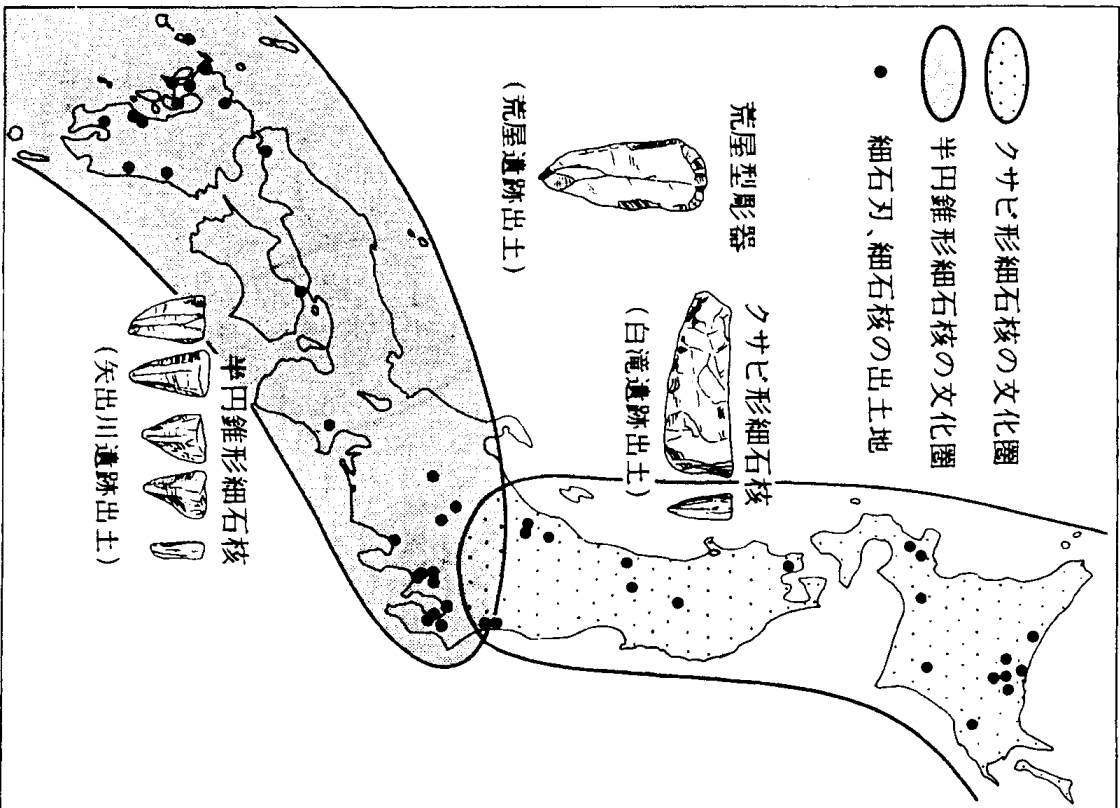 クサビ形細石核の文化圏
半円錐形細石核の文化圏
細石刃、細石核の出土地
荒屋型彫器
(荒屋遺跡出土)
クサビ形細石核
(白滝遺跡出土)
半円錐形細石核
(矢出川遺跡出土)